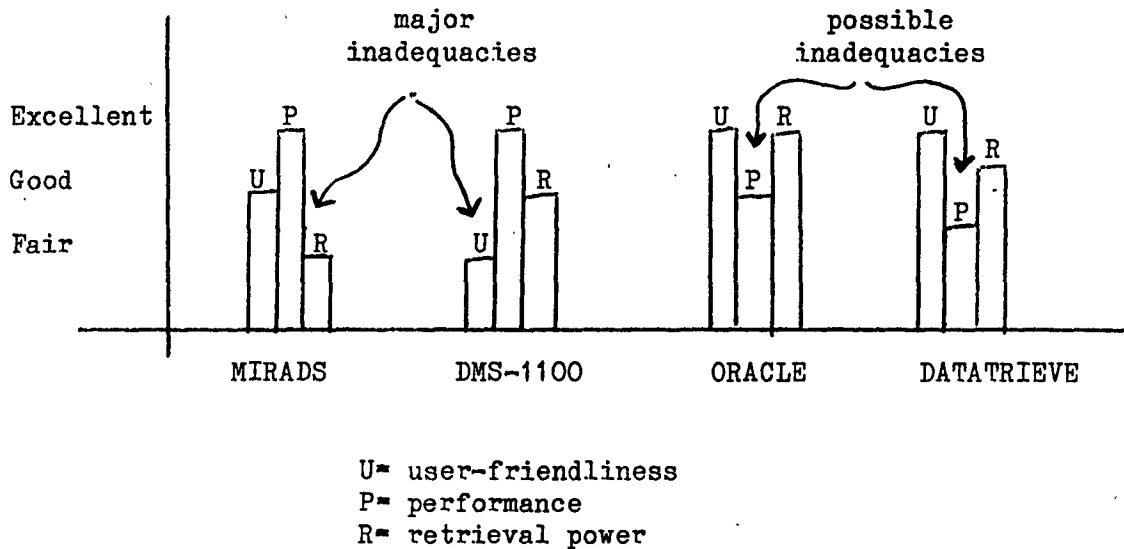 major possible
inadequacies inadequacies
Excellent P P U R U
Good U R P R
Fair R U P
MIRADS DMS-1100 ORACLE DATATRIEVE
U= user-friendliness
P= performance
R= retrieval power